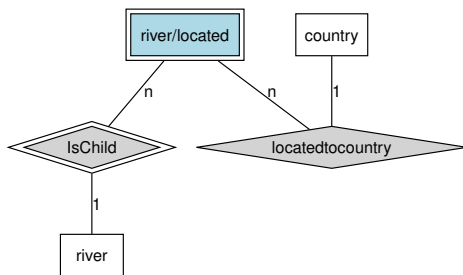 river/located
country
n
n
1
IsChild
locatedtocountry
1
river